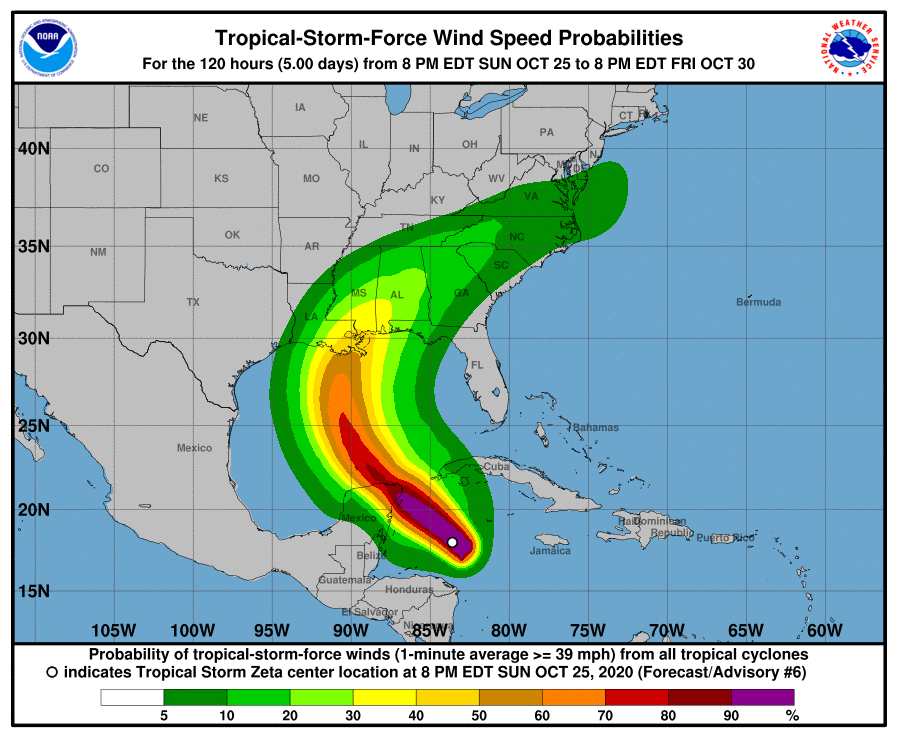 Tropical-Storm-Force Wind Speed Probabilities
For the 120 hours (5.00 days) from 8 PM EDT SUN OCT 25 to 8 PM EDT FRI OCT 30
NOAA
NATIONAL WEATHER SERVICE
NE
IA
IL
IN
OH
PA
CT
40N
CO
KS
MO
KY
WV
VA
NM
OK
AR
TN
NC
35N
TX
MS
AL
GA
SC
LA
Bermuda
30N
FL
25N
Mexico
Bahamas
Cuba
20N
Mexico
Haiti
Dominican
Republic
Puerto Rico
Belize
Jamaica
Guatemala
Honduras
15N
El Salvador
105W 100W 95W 90W 85W 80W 75W 70W 65W 60W
Probability of tropical-storm-force winds (1-minute average >= 39 mph) from all tropical cyclones
indicates Tropical Storm Zeta center location at 8 PM EDT SUN OCT 25, 2020 (Forecast/Advisory #6)
5 10 20 30 40 50 60 70 80 90 %